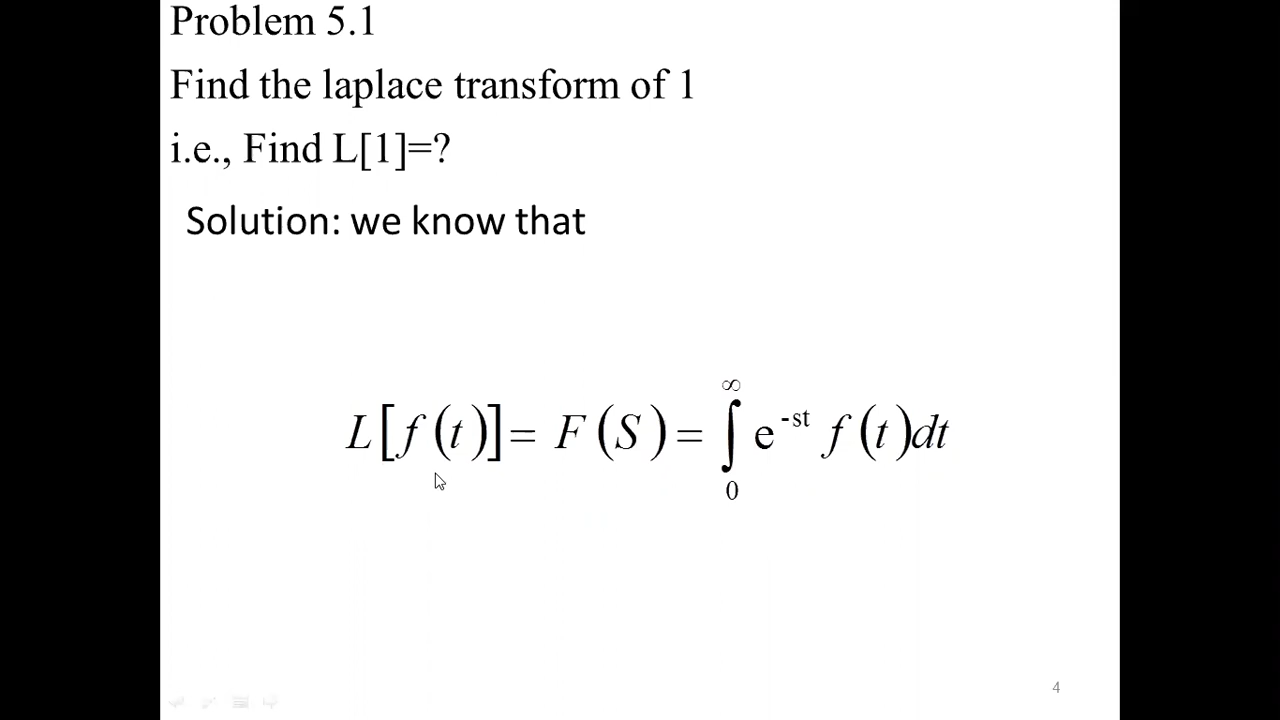 Problem 5.1
Find the laplace transform of 1
i.e., Find L[1]=?
Solution: we know that
L[f(t)]= F(S)= ∫₀^∞ e^-st f(t)dt
4